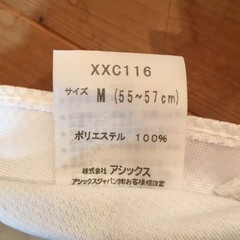 XXC116
サイズ M (55~57cm)
ポリエステル 100%
株式会社 アシックス
アシックスジャパン㈱お客様相談室